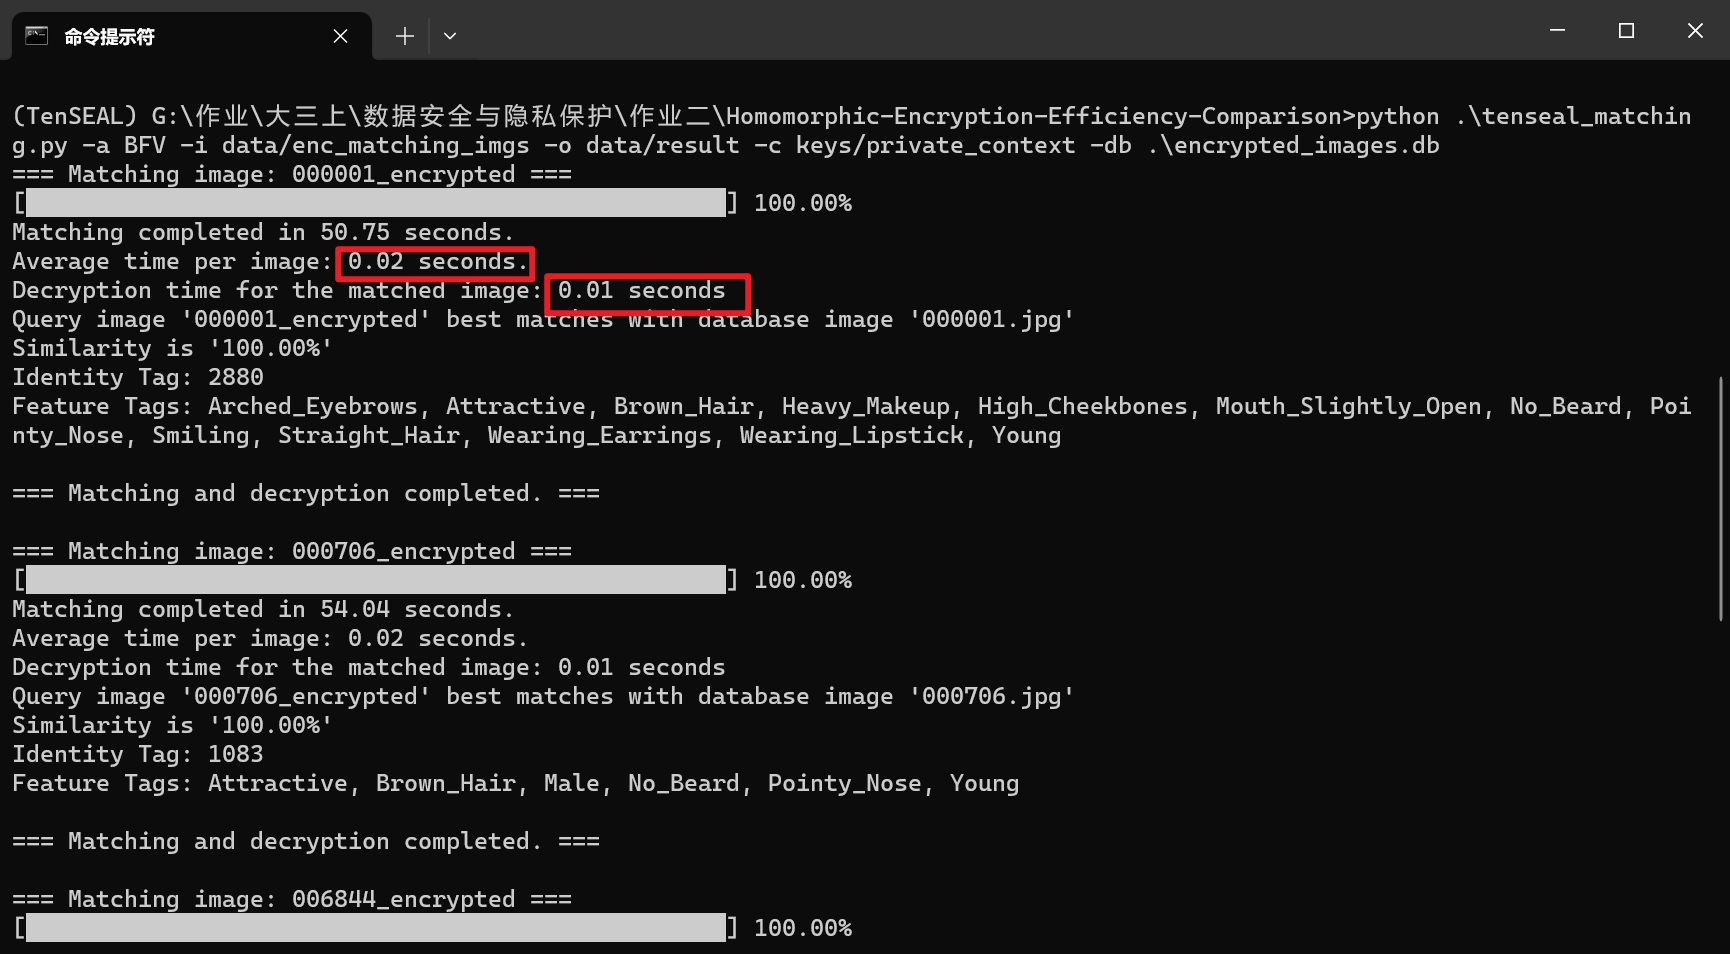 命令提示符
(TenSEAL) G:\作业\大三上\数据安全与隐私保护\作业二\Homomorphic-Encryption-Efficiency-Comparison>python .\tenseal_matchin
g.py -a BFV -i data/enc_matching_imgs -o data/result -c keys/private_context -db .\encrypted_images.db
=== Matching image: 000001_encrypted ===
[] 100.00%
Matching completed in 50.75 seconds.
Average time per image: 0.02 seconds.
Decryption time for the matched image: 0.01 seconds
Query image '000001_encrypted' best matches with database image '000001.jpg'
Similarity is '100.00%'
Identity Tag: 2880
Feature Tags: Arched_Eyebrows, Attractive, Brown_Hair, Heavy_Makeup, High_Cheekbones, Mouth_Slightly_Open, No_Beard, Poi
nty_Nose, Smiling, Straight_Hair, Wearing_Earrings, Wearing_Lipstick, Young
=== Matching and decryption completed. ===
=== Matching image: 000706_encrypted ===
[] 100.00%
Matching completed in 54.04 seconds.
Average time per image: 0.02 seconds.
Decryption time for the matched image: 0.01 seconds
Query image '000706_encrypted' best matches with database image '000706.jpg'
Similarity is '100.00%'
Identity Tag: 1083
Feature Tags: Attractive, Brown_Hair, Male, No_Beard, Pointy_Nose, Young
=== Matching and decryption completed. ===
=== Matching image: 006844_encrypted ===
[] 100.00%